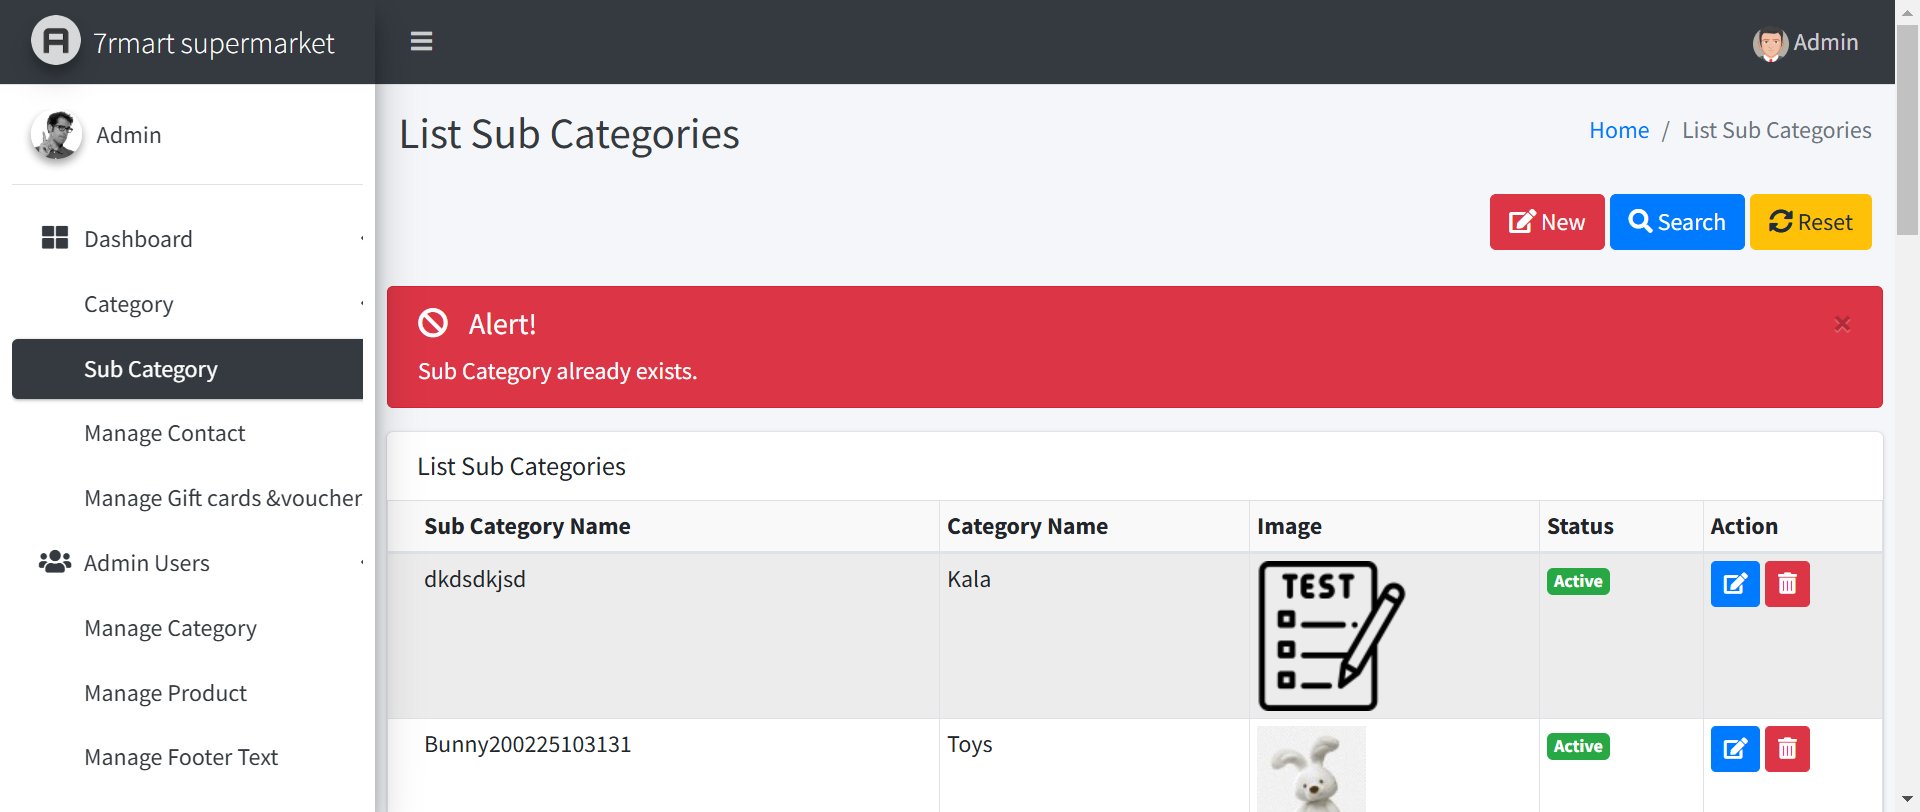 7rmart supermarket
Admin
Admin
List Sub Categories
Home / List Sub Categories
New
Search
Reset
Dashboard
Category
Sub Category
Manage Contact
Manage Gift cards &voucher
Admin Users
Manage Category
Manage Product
Manage Footer Text
Alert!
×
Sub Category already exists.
List Sub Categories
Sub Category Name Category Name Image Status Action
dkdsdkjsd Kala TEST Active
Bunny200225103131 Toys Active